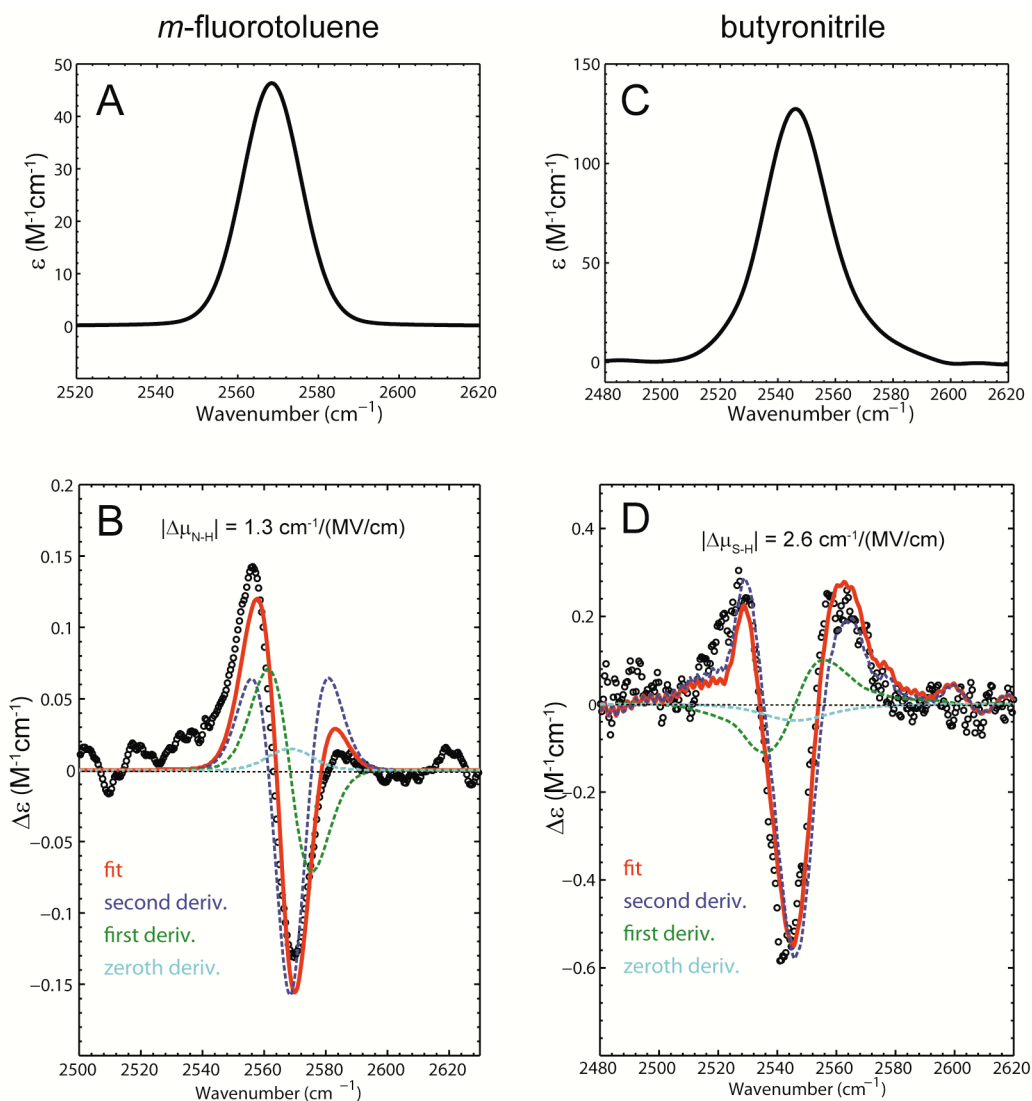 m-fluorotoluene
butyronitrile
A
50
40
30
20
10
0
ε (M⁻¹cm⁻¹)
2520 2540 2560 2580 2600 2620
Wavenumber (cm⁻¹)
C
150
100
50
0
ε (M⁻¹cm⁻¹)
2480 2500 2520 2540 2560 2580 2600 2620
Wavenumber (cm⁻¹)
B
|ΔμN-H| = 1.3 cm⁻¹/(MV/cm)
0.2
0.15
0.1
0.05
0
−0.05
−0.1
−0.15
Δε (M⁻¹cm⁻¹)
fit
second deriv.
first deriv.
zeroth deriv.
2500 2520 2540 2560 2580 2600 2620
Wavenumber (cm ⁻¹)
D
|ΔμS-H| = 2.6 cm⁻¹/(MV/cm)
0.4
0.2
0
−0.2
−0.4
−0.6
Δε (M⁻¹cm⁻¹)
fit
second deriv.
first deriv.
zeroth deriv.
2480 2500 2520 2540 2560 2580 2600 2620
Wavenumber (cm ⁻¹)